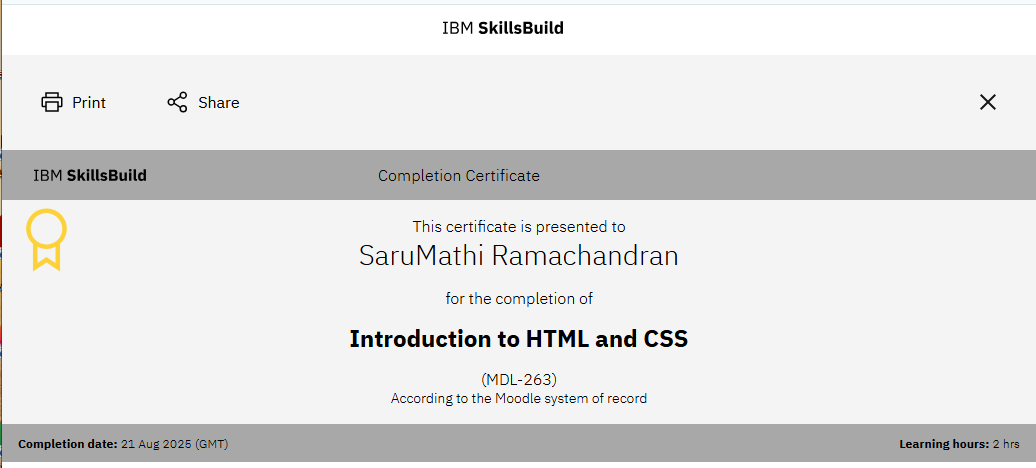 IBM SkillsBuild
Print
Share
IBM SkillsBuild
Completion Certificate
This certificate is presented to
SaruMathi Ramachandran
for the completion of
Introduction to HTML and CSS
(MDL-263)
According to the Moodle system of record
Completion date: 21 Aug 2025 (GMT)
Learning hours: 2 hrs